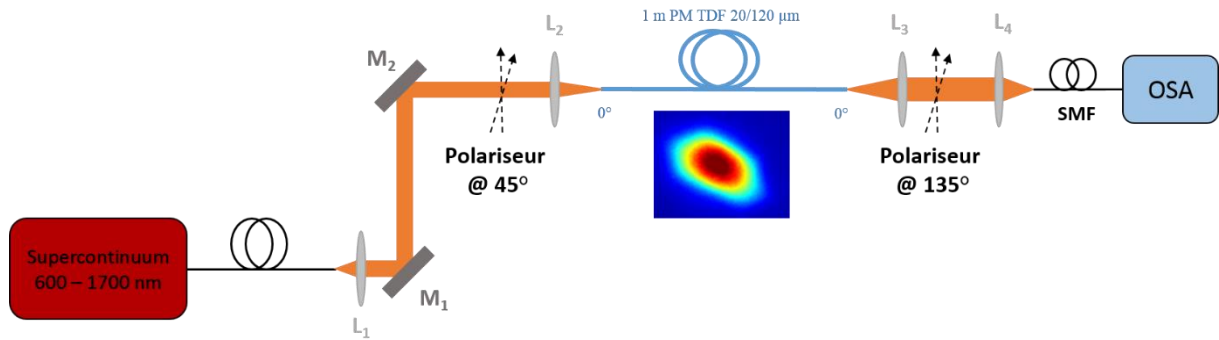 1 m PM TDF 20/120 µm
L2
L3
L4
M2
0°
0°
SMF
OSA
Polariseur
@ 45°
Polariseur
@ 135°
Supercontinuum
600 – 1700 nm
L1
M1